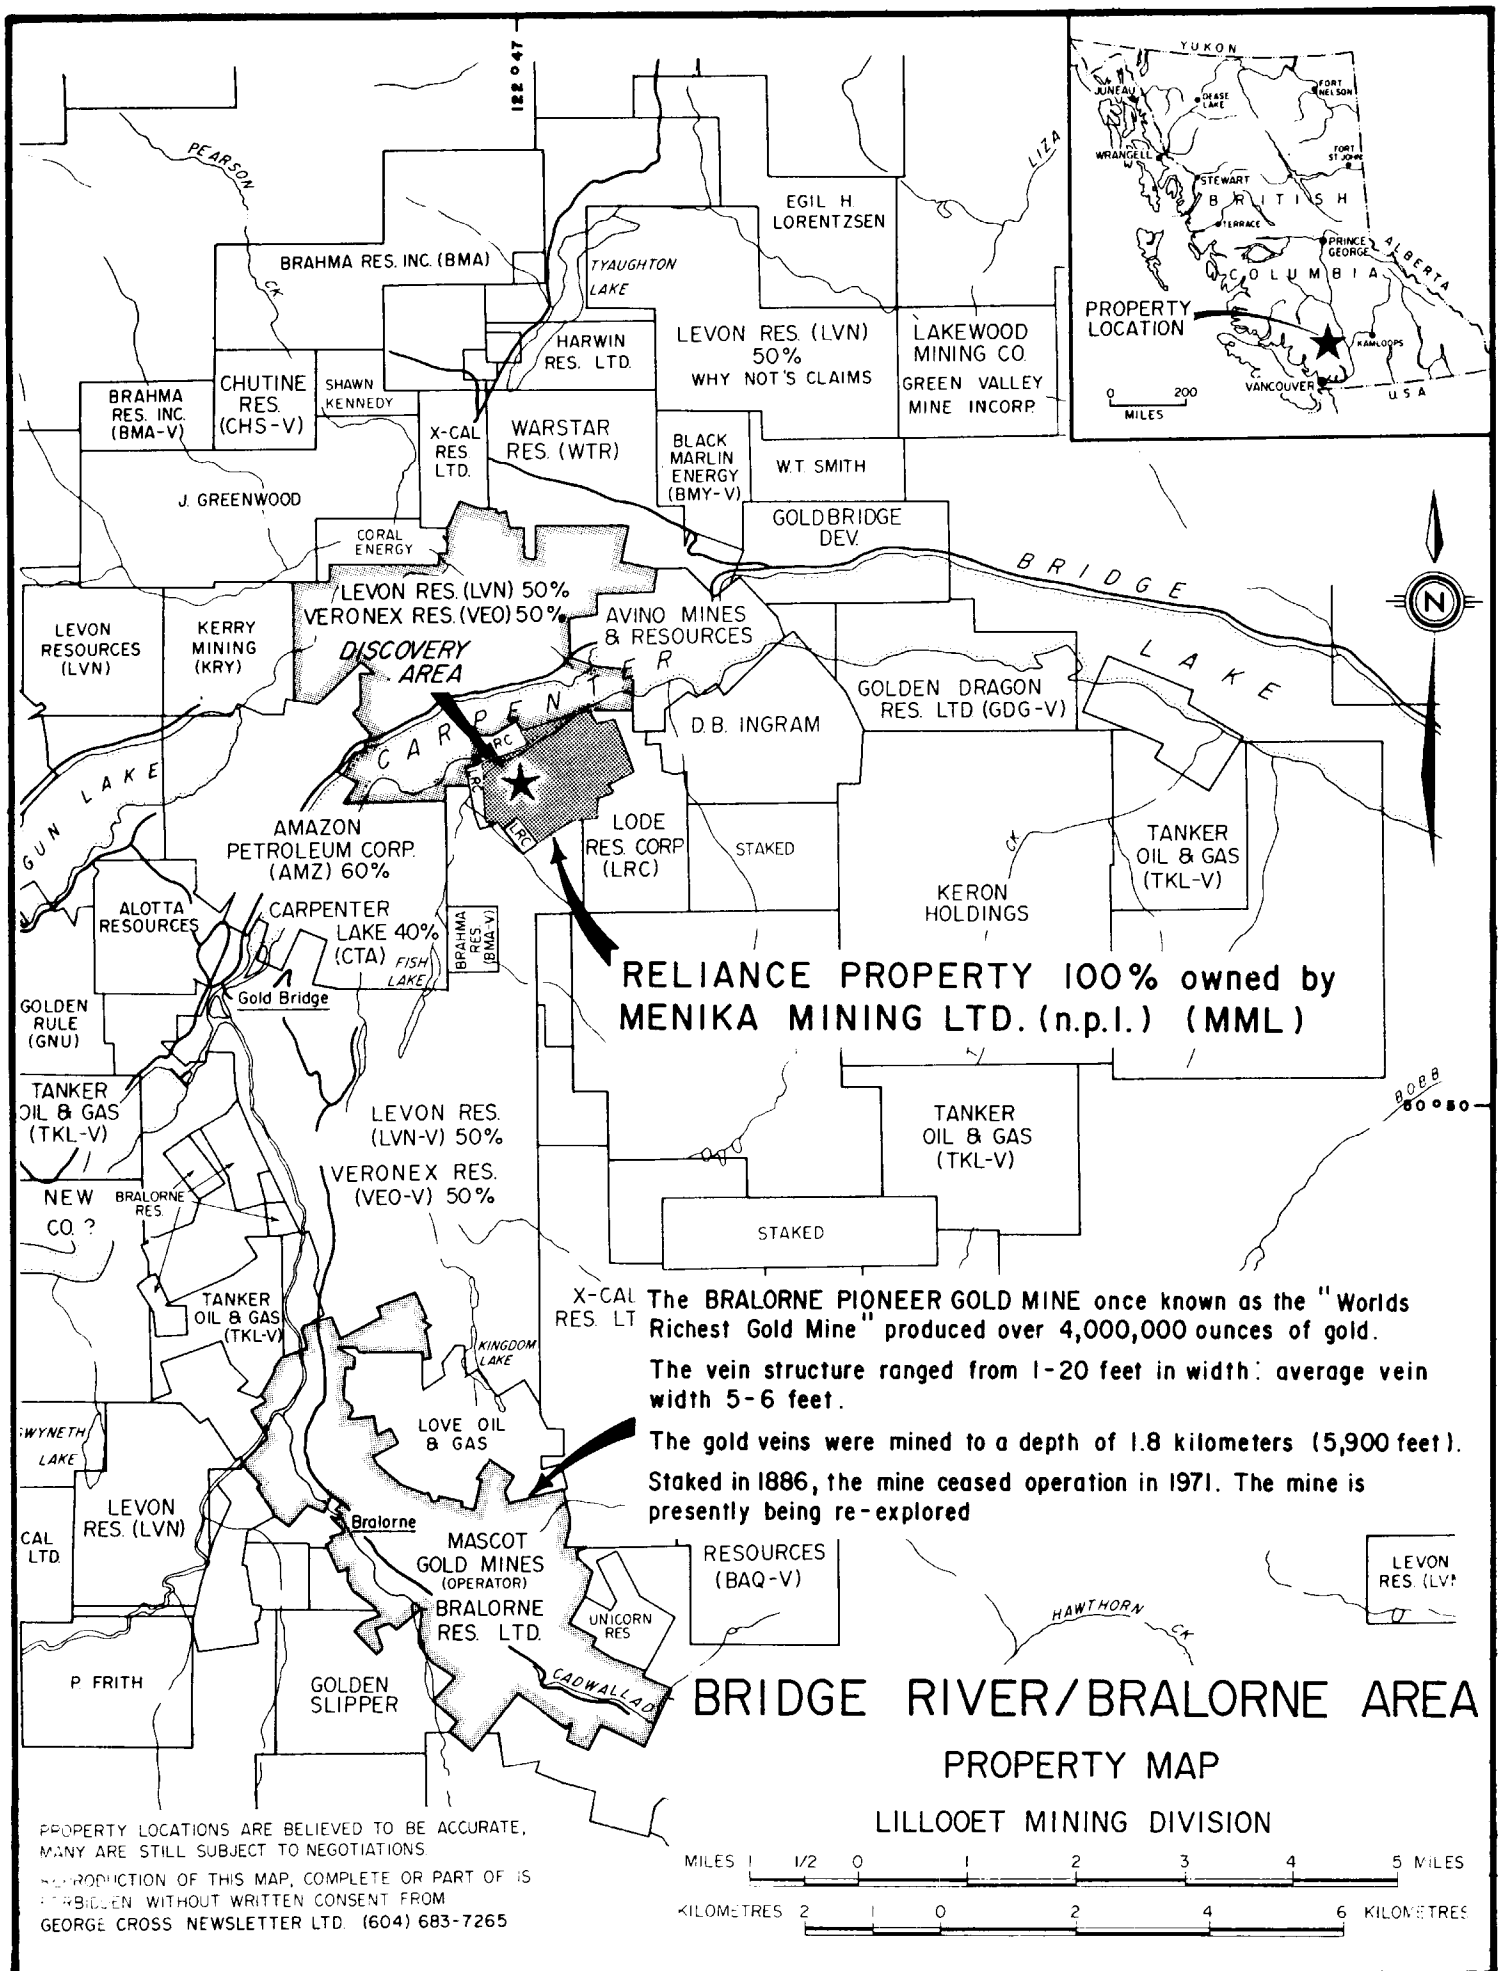 122°47'
YUKON
JUNEAU
DEASE
LAKE
FORT
NELSON
WRANGELL
FORT
ST JOHN
STEWART
BRITISH
TERRACE
PRINCE
GEORGE
ALBERTA
COLUMBIA
PROPERTY
LOCATION
KAMLOOPS
VANCOUVER
USA
0 200
MILES
PEARSON
CK
LIZA
EGIL H
LORENTZSEN
BRAHMA RES. INC. (BMA)
TYAUGHTON
LAKE
HARWIN
RES. LTD.
LEVON RES. (LVN)
50%
WHY NOT'S CLAIMS
LAKEWOOD
MINING CO.
GREEN VALLEY
MINE INCORP.
BRAHMA
RES. INC.
(BMA-V)
CHUTINE
RES.
(CHS-V)
SHAWN
KENNEDY
X-CAL
RES
LTD.
WARSTAR
RES. (WTR)
BLACK
MARLIN
ENERGY
(BMY-V)
W.T. SMITH
J. GREENWOOD
CORAL
ENERGY
GOLDBRIDGE
DEV.
BRIDGE
LAKE
N
LEVON
RESOURCES
(LVN)
KERRY
MINING
(KRY)
LEVON RES. (LVN) 50%
VERONEX RES. (VEO) 50%
DISCOVERY
AREA
AVINO MINES
& RESOURCES
CARPENTER
GOLDEN DRAGON
RES. LTD (GDG-V)
D.B. INGRAM
RC
LRC
LRC
GUN LAKE
AMAZON
PETROLEUM CORP.
(AMZ) 60%
LODE
RES. CORP
(LRC)
STAKED
CK
TANKER
OIL & GAS
(TKL-V)
KERON
HOLDINGS
ALOTTA
RESOURCES
CARPENTER
LAKE 40%
(CTA)
FISH
LAKE
BRAHMA
RES.
(BMA-V)
Gold Bridge
RELIANCE PROPERTY 100% owned by
MENIKA MINING LTD. (n.p.l.) (MML)
GOLDEN
RULE
(GNU)
TANKER
OIL & GAS
(TKL-V)
LEVON RES.
(LVN-V) 50%
VERONEX RES.
(VEO-V) 50%
TANKER
OIL & GAS
(TKL-V)
BOBB
50°50
NEW
CO. ?
BRALORNE
RES.
STAKED
TANKER
OIL & GAS
(TKL-V)
X-CAL
RES. LT
The BRALORNE PIONEER GOLD MINE once known as the "Worlds
Richest Gold Mine" produced over 4,000,000 ounces of gold.
The vein structure ranged from 1-20 feet in width: average vein
width 5-6 feet.
The gold veins were mined to a depth of 1.8 kilometers (5,900 feet).
Staked in 1886, the mine ceased operation in 1971. The mine is
presently being re-explored
KINGDOM
LAKE
LOVE OIL
& GAS
GWYNETH
LAKE
LEVON
RES. (LVN)
CAL
LTD.
Bralorne
MASCOT
GOLD MINES
(OPERATOR)
BRALORNE
RES. LTD.
UNICORN
RES
RESOURCES
(BAQ-V)
LEVON
RES. (LVN
HAWTHORN
CK
P. FRITH
GOLDEN
SLIPPER
CADWALLAD
BRIDGE RIVER/BRALORNE AREA
PROPERTY MAP
LILLOOET MINING DIVISION
PROPERTY LOCATIONS ARE BELIEVED TO BE ACCURATE,
MANY ARE STILL SUBJECT TO NEGOTIATIONS.
REPRODUCTION OF THIS MAP, COMPLETE OR PART OF IS
FORBIDDEN WITHOUT WRITTEN CONSENT FROM
GEORGE CROSS NEWSLETTER LTD. (604) 683-7265
MILES 1 1/2 0 1 2 3 4 5 MILES
KILOMETRES 2 1 0 2 4 6 KILOMETRES